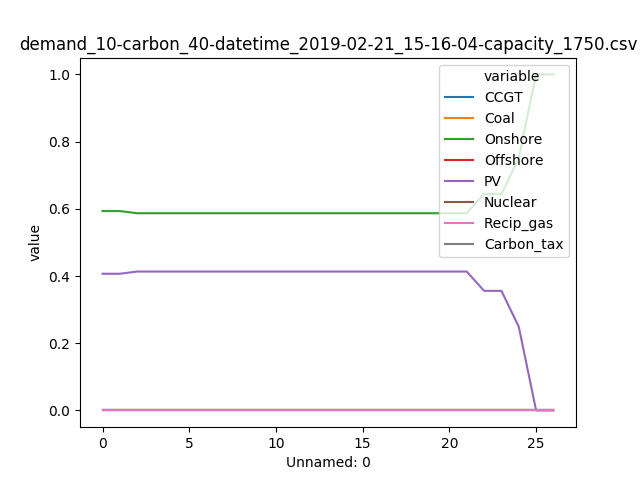 demand_10-carbon_40-datetime_2019-02-21_15-16-04-capacity_1750.csv
variable
CCGT
Coal
Onshore
Offshore
PV
Nuclear
Recip_gas
Carbon_tax
1.0
0.8
0.6
0.4
0.2
0.0
value
0 5 10 15 20 25
Unnamed: 0